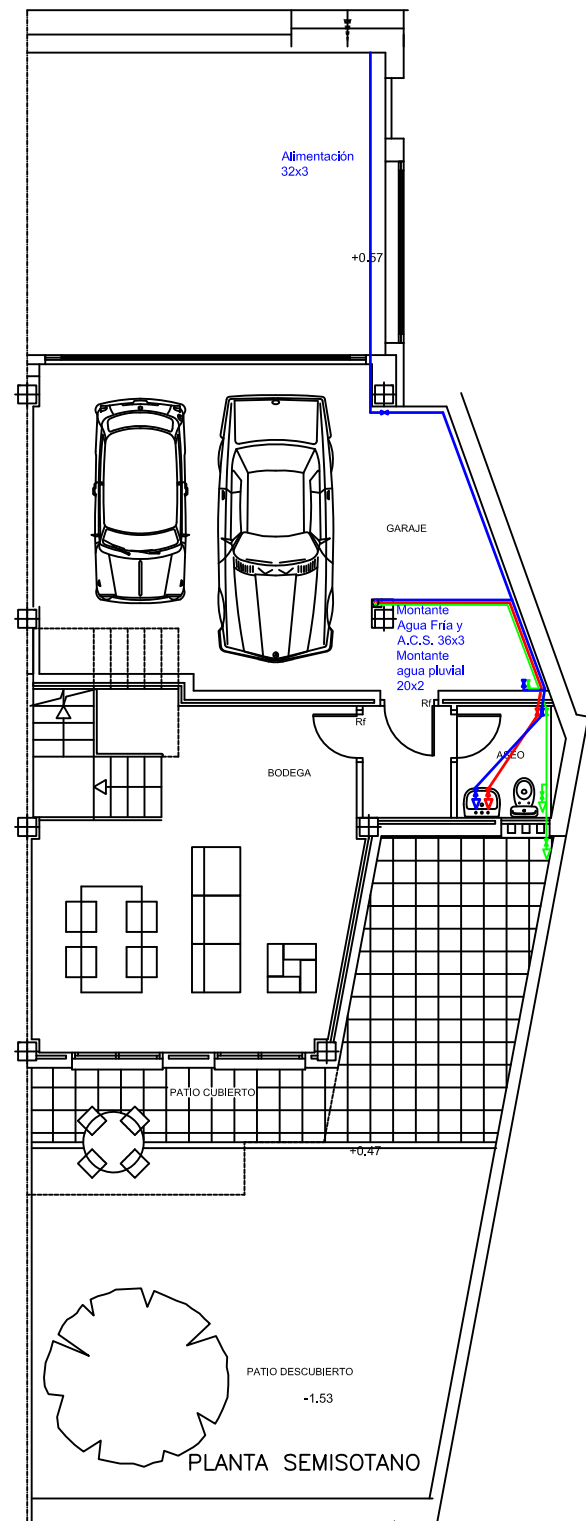 Alimentación
32x3
+0.57
GARAJE
Montante
Agua Fría y
A.C.S. 36x3
Montante
agua pluvial
20x2
Rf
Rf
ASEO
BODEGA
PATIO CUBIERTO
+0.47
PATIO DESCUBIERTO
-1.53
PLANTA SEMISOTANO